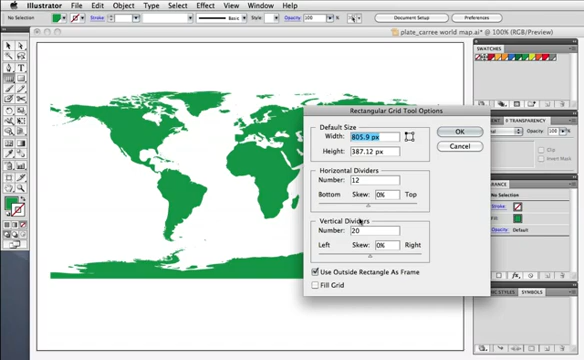 Illustrator File Edit Object Type Select Effect View Window Help
No Selection Stroke: Basic Style: Opacity: 100 % Document Setup Preferences
plate_carree world map.ai* @ 100% (RGB/Preview)
SWATCHES
Rectangular Grid Tool Options
Default Size
Width: 805.9 px
OK
Height: 387.12 px
Cancel
Horizontal Dividers
Number: 12
Bottom Skew: 0% Top
Vertical Dividers
Number: 20
Left Skew: 0% Right
Use Outside Rectangle As Frame
Fill Grid
TRANSPARENCY
Opacity: 100
Clip
Invert Mask
No Selection
Stroke:
Fill:
Opacity: Default
SYMBOLS